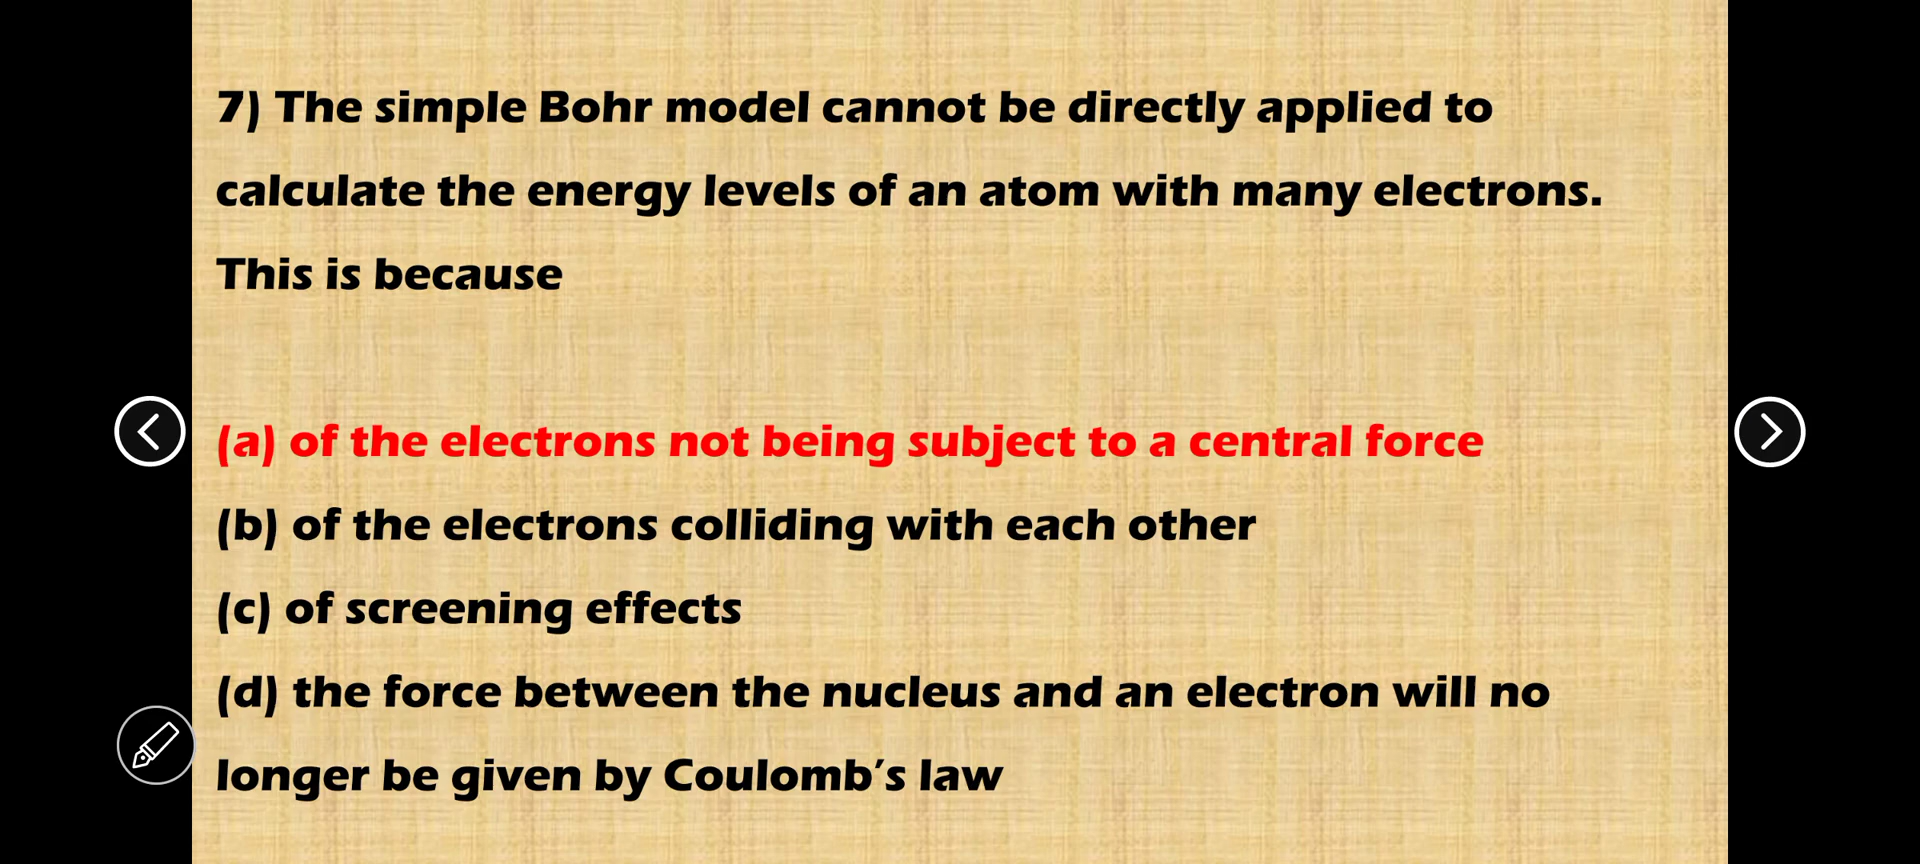 7) The simple Bohr model cannot be directly applied to
calculate the energy levels of an atom with many electrons.
This is because
(a) of the electrons not being subject to a central force
(b) of the electrons colliding with each other
(c) of screening effects
(d) the force between the nucleus and an electron will no
longer be given by Coulomb’s law